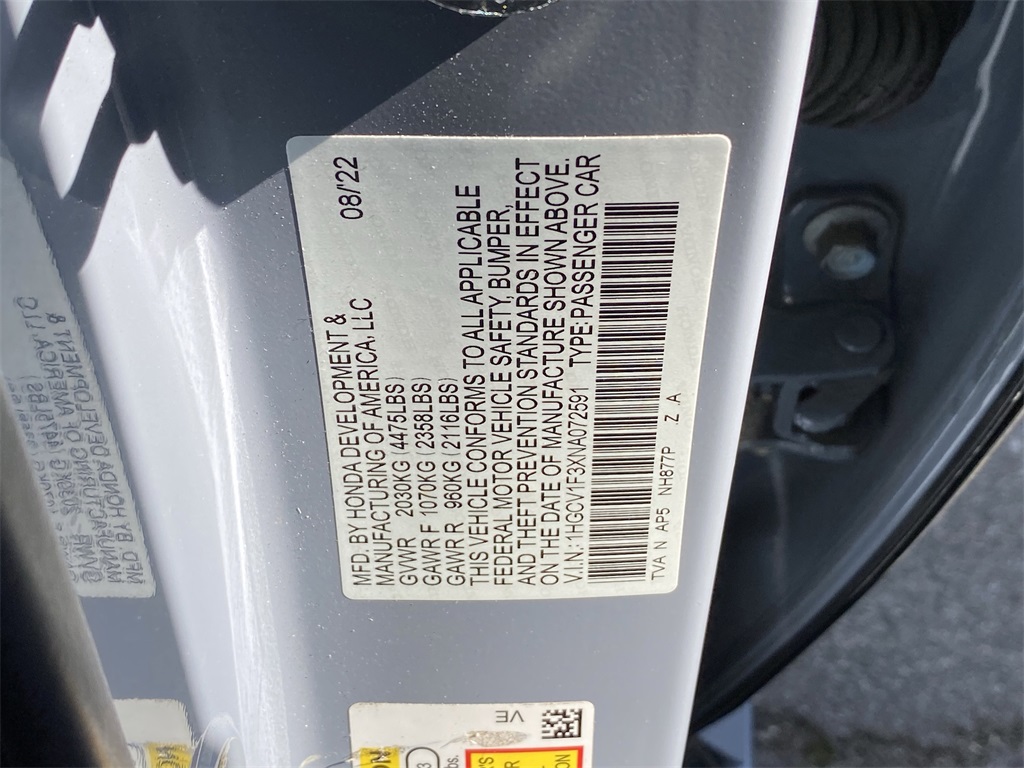 MFD. BY HONDA DEVELOPMENT & 08/'22
MANUFACTURING OF AMERICA, LLC
GVWR 2030KG (4475LBS)
GAWR F 1070KG (2358LBS)
GAWR R 960KG (2116LBS)
THIS VEHICLE CONFORMS TO ALL APPLICABLE
FEDERAL MOTOR VEHICLE SAFETY, BUMPER,
AND THEFT PREVENTION STANDARDS IN EFFECT
ON THE DATE OF MANUFACTURE SHOWN ABOVE.
V.I.N.: 1HGCV1F3XNA072591 TYPE: PASSENGER CAR
TVA N AP5 NH877P Z A
VE